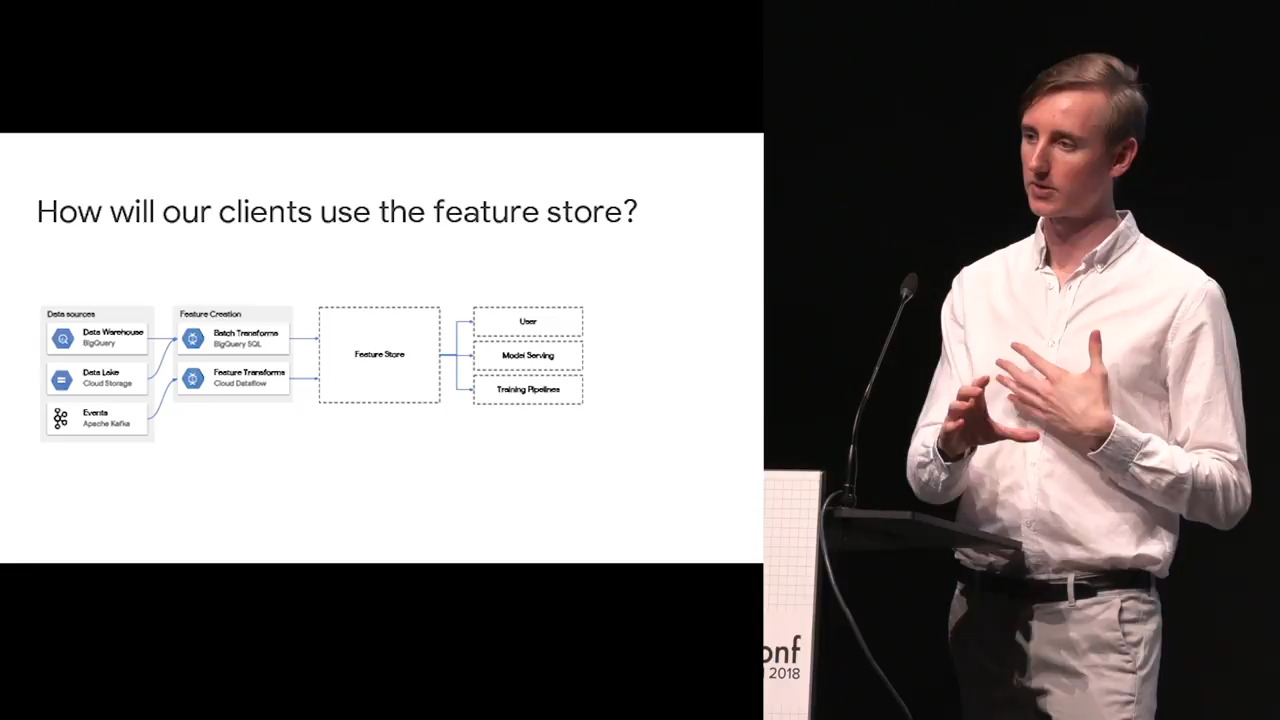 How will our clients use the feature store?
Data sources
Data Warehouse
BigQuery
Data Lake
Cloud Storage
Events
Apache Kafka
Feature Creation
Batch Transforms
BigQuery SQL
Feature Transforms
Cloud Dataflow
Feature Store
User
Model Serving
Training Pipelines
onf
2018